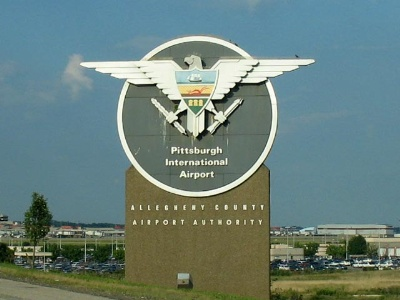 Pittsburgh
International
Airport
ALLEGHENY COUNTY
AIRPORT AUTHORITY